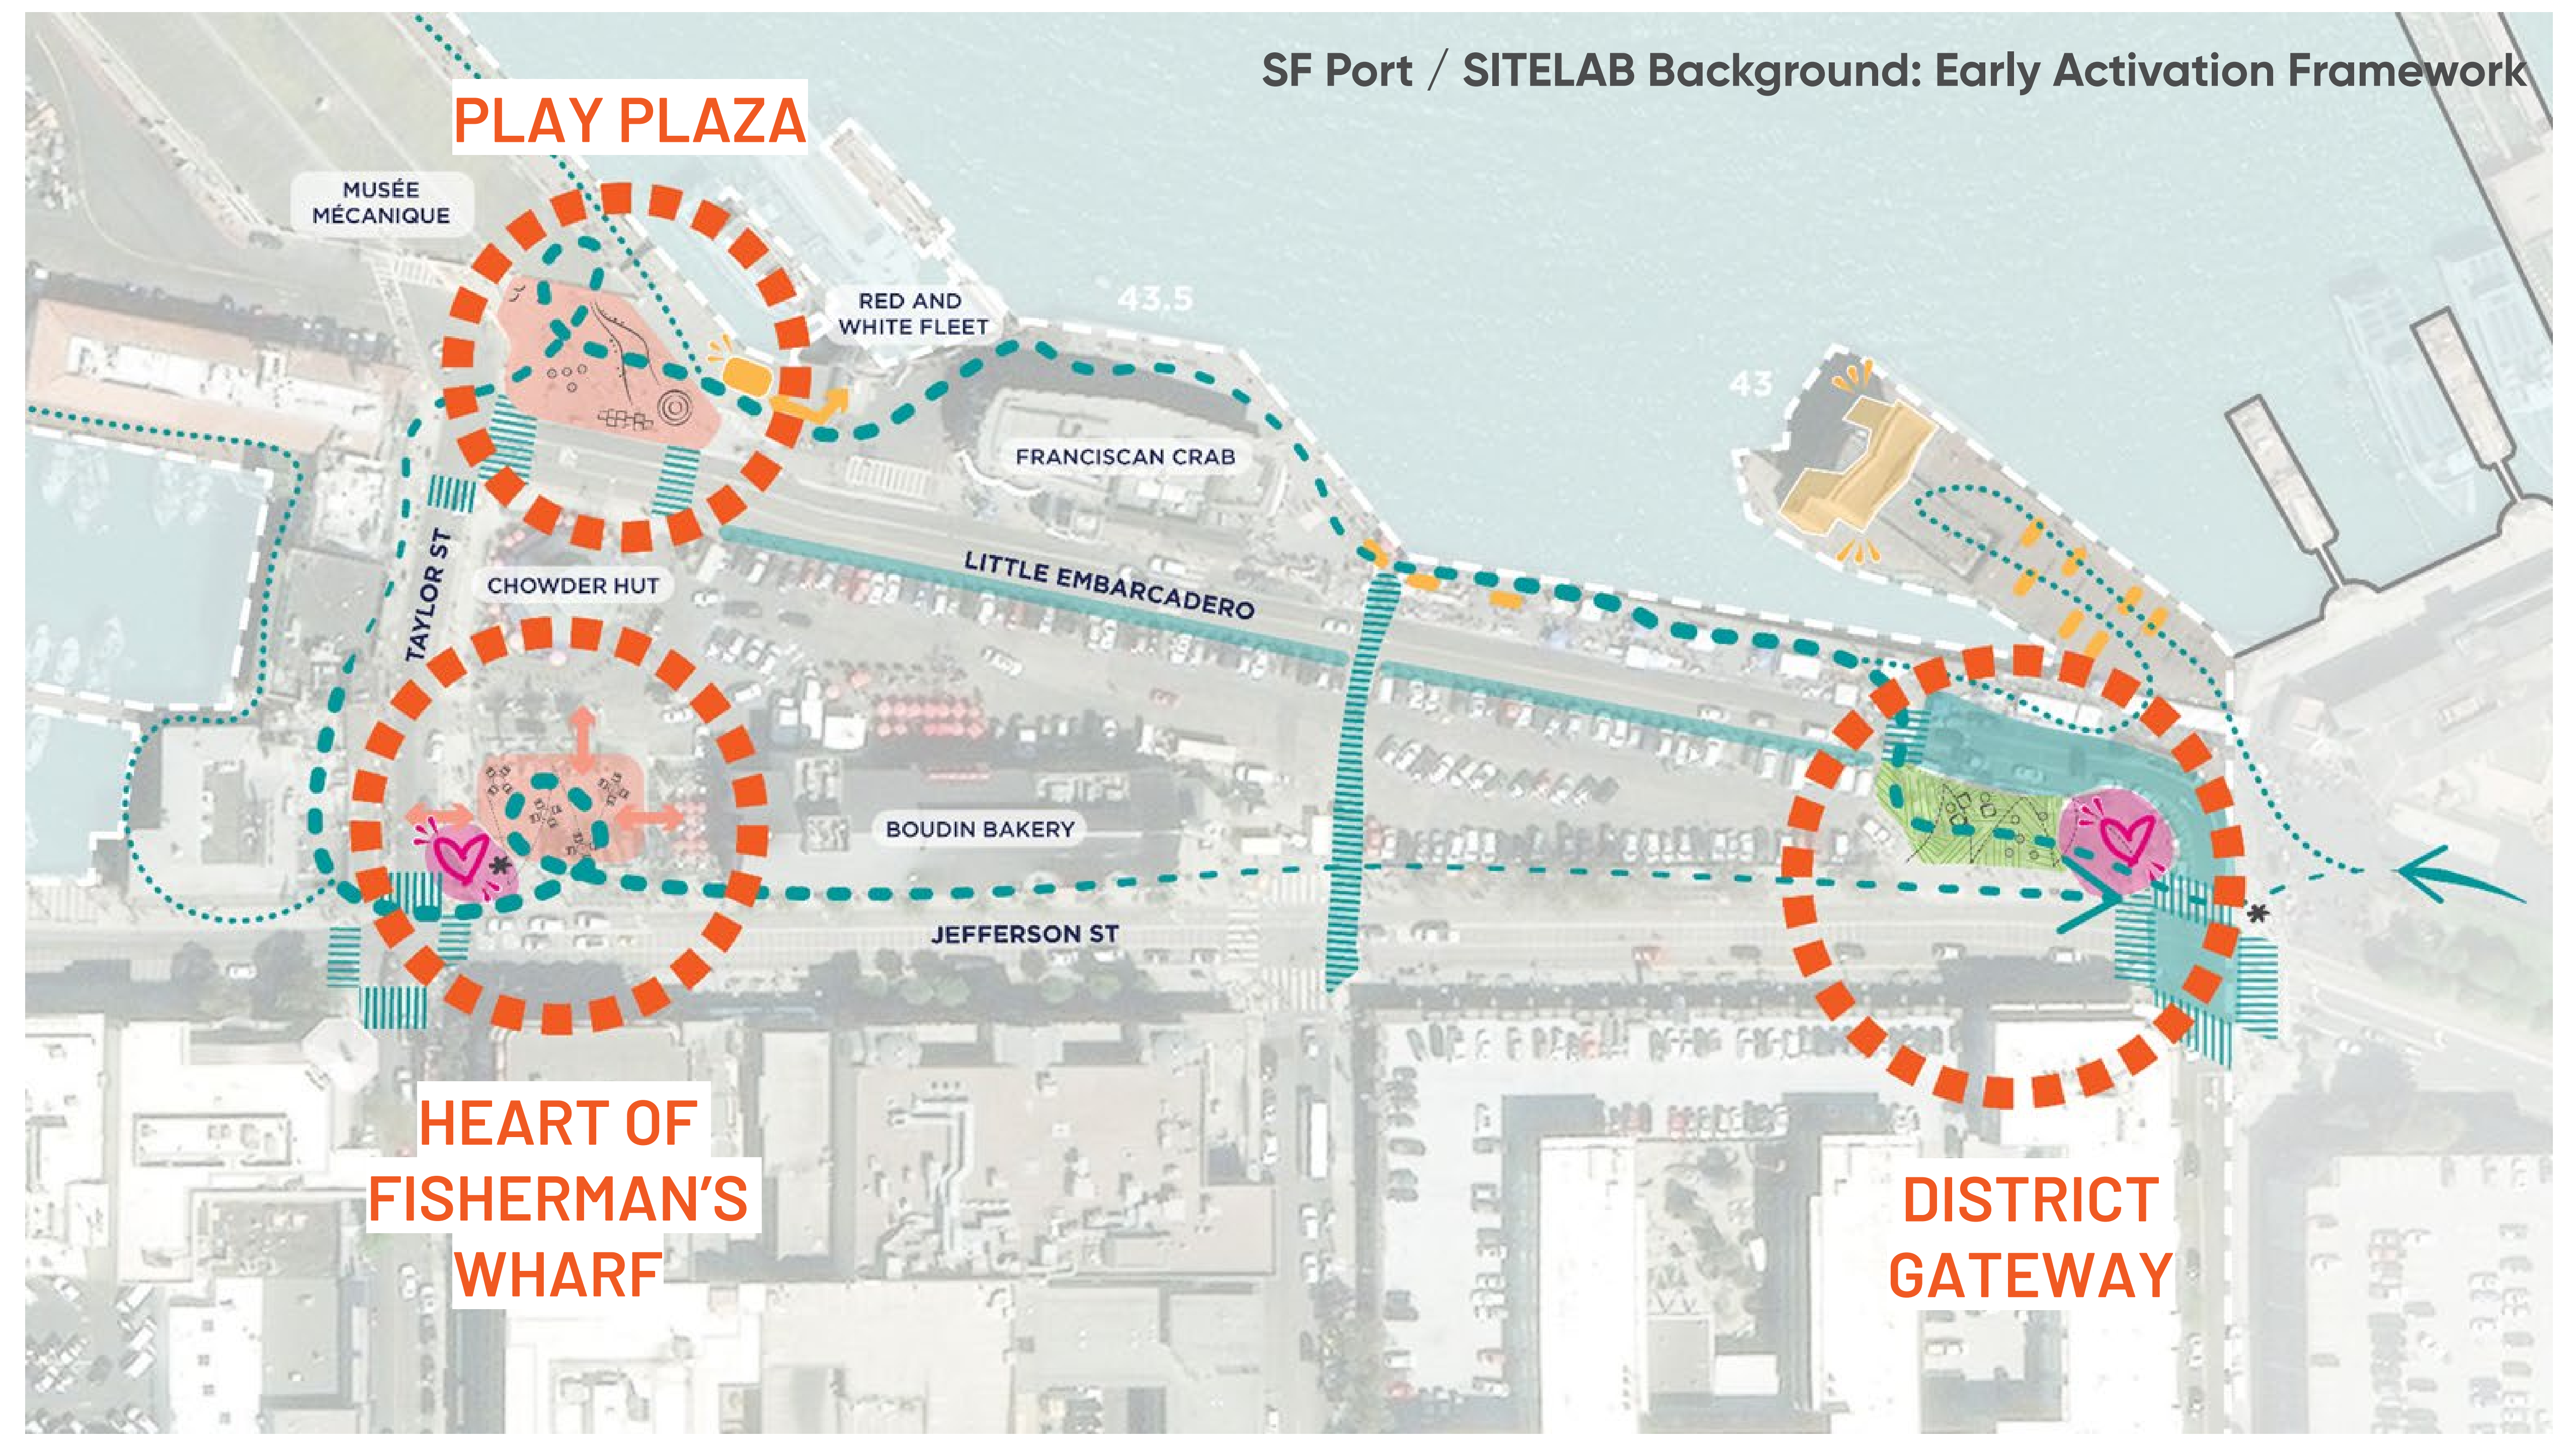 SF Port / SITELAB Background: Early Activation Framework
PLAY PLAZA
MUSÉE
MÉCANIQUE
RED AND
WHITE FLEET
43.5
43
FRANCISCAN CRAB
TAYLOR ST
CHOWDER HUT
LITTLE EMBARCADERO
BOUDIN BAKERY
JEFFERSON ST
HEART OF
FISHERMAN'S
WHARF
DISTRICT
GATEWAY